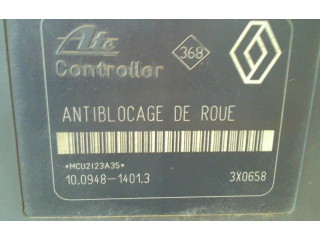 Ate
368
Controller
ANTIBLOCAGE DE ROUE
*MCU2123A35*
10.0948-1401.3 3X0658